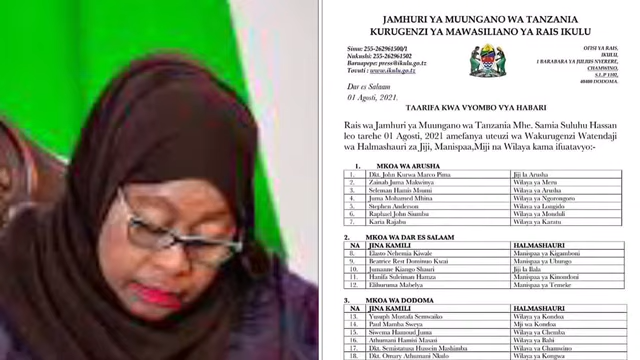 JAMHURI YA MUUNGANO WA TANZANIA
KURUGENZI YA MAWASILIANO YA RAIS IKULU
Simu: 255-262961500/1
Nukushi: 255-262961502
Baruapepe: press@ikulu.go.tz
Tovuti : www.ikulu.go.tz
OFISI YA RAIS,
IKULU,
1 BARABARA YA JULIUS NYERERE,
CHAMWINO,
S.L.P 1102,
40400 DODOMA.
Dar es Salaam
01 Agosti, 2021.
TAARIFA KWA VYOMBO VYA HABARI
Rais wa Jamhuri ya Muungano wa Tanzania Mhe. Samia Suluhu Hassan
leo tarehe 01 Agosti, 2021 amefanya uteuzi wa Wakurugenzi Watendaji
wa Halmashauri za Jiji, Manispaa,Miji na Wilaya kama ifuatavyo:-
1. MKOA WA ARUSHA
1. Dkt. John Kurwa Marco Pima Jiji la Arusha
2. Zainab Juma Makwinya Wilaya ya Meru
3. Seleman Hamis Msumi Wilaya ya Arusha
4. Juma Mohamed Mhina Wilaya ya Ngorongoro
5. Stephen Anderson Wilaya ya Longido
6. Raphael John Siumbu Wilaya ya Monduli
7. Karia Rajabu Wilaya ya Karatu
2. MKOA WA DAR ES SALAAM
NA JINA KAMILI HALMASHAURI
8. Elasto Nehemia Kiwale Manispaa ya Kigamboni
9. Beatrice Rest Dominic Kwai Manispaa ya Ubungo
10. Jumanne Kiango Shauri Jiji la Ilala
11. Hanifa Suleiman Hamza Manispaa ya Kinondoni
12. Elihuruma Mabelya Manispaa ya Temeke
3. MKOA WA DODOMA
NA JINA KAMILI HALMASHAURI
13. Yusuph Mustafa Semwaiko Wilaya ya Kondoa
14. Paul Mamba Sweya Mji wa Kondoa
15. Siwema Hamoud Jumaa Wilaya ya Chemba
16. Athumani Hamisi Masasi Wilaya ya Bahi
17. Dkt. Semistatus Hussein Mashimba Wilaya ya Chamwino
18. Dkt. Omary Athumani Nkullo Wilaya ya Kongwa